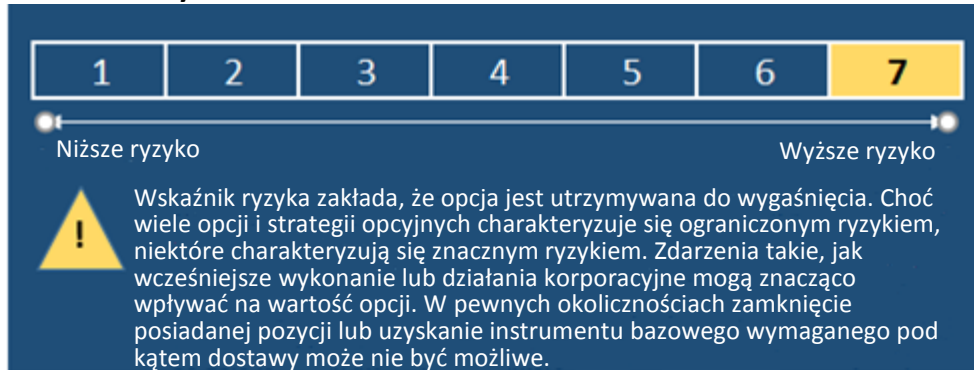 1 2 3 4 5 6 7
Niższe ryzyko Wyższe ryzyko
! Wskaźnik ryzyka zakłada, że opcja jest utrzymywana do wygaśnięcia. Choć
wiele opcji i strategii opcyjnych charakteryzuje się ograniczonym ryzykiem,
niektóre charakteryzują się znacznym ryzykiem. Zdarzenia takie, jak
wcześniejsze wykonanie lub działania korporacyjne mogą znacząco
wpływać na wartość opcji. W pewnych okolicznościach zamknięcie
posiadanej pozycji lub uzyskanie instrumentu bazowego wymaganego pod
kątem dostawy może nie być możliwe.